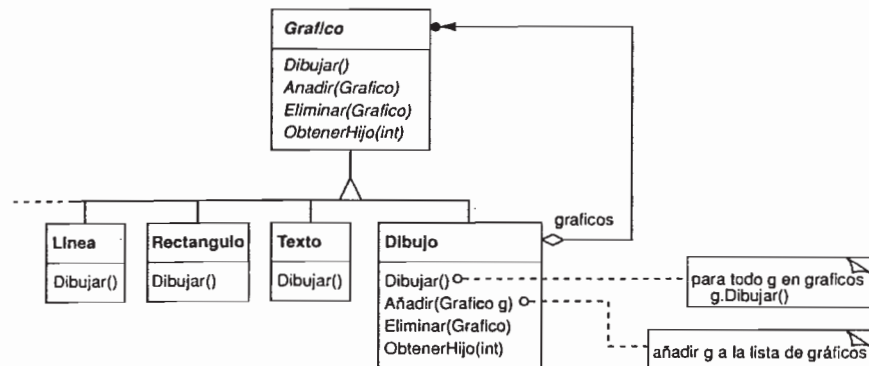 Grafico
Dibujar()
Anadir(Grafico)
Eliminar(Grafico)
ObtenerHijo(int)
graficos
Línea
Dibujar()
Rectangulo
Dibujar()
Texto
Dibujar()
Dibujo
Dibujar()
Añadir(Grafico g)
Eliminar(Grafico)
ObtenerHijo(int)
para todo g en graficos
g.Dibujar()
añadir g a la lista de gráficos